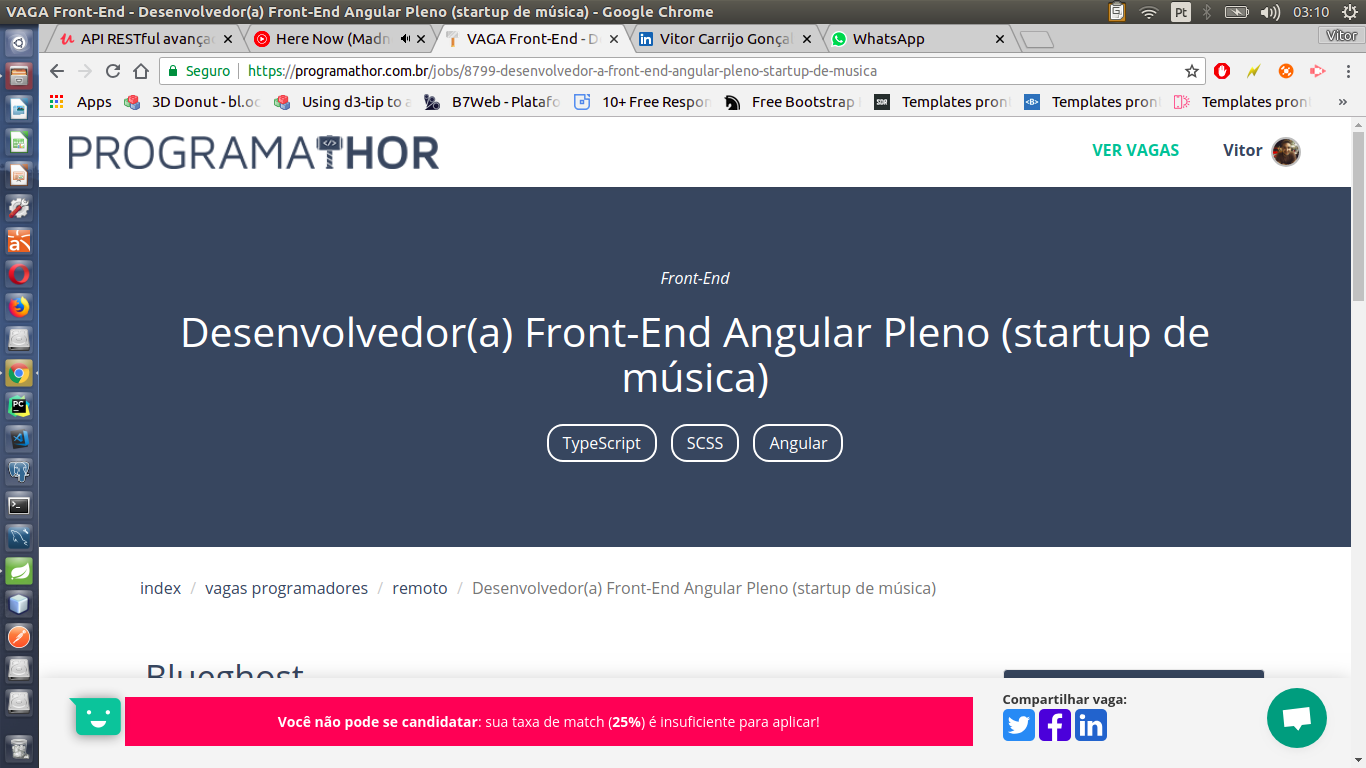 VAGA Front-End - Desenvolvedor(a) Front-End Angular Pleno (startup de música) - Google Chrome
Pt
03:10
API RESTful avança
Here Now (Madn
VAGA Front-End - D
Vitor Carrijo Gonçal
WhatsApp
Vitor
Seguro
https://programathor.com.br/jobs/8799-desenvolvedor-a-front-end-angular-pleno-startup-de-musica
Apps
3D Donut - bl.oc
Using d3-tip to a
B7Web - Platafo
10+ Free Respon
Free Bootstrap
Templates pront
Templates pront
Templates pront
»
PROGRAMATHOR
VER VAGAS
Vitor
Front-End
Desenvolvedor(a) Front-End Angular Pleno (startup de
música)
TypeScript
SCSS
Angular
index / vagas programadores / remoto / Desenvolvedor(a) Front-End Angular Pleno (startup de música)
Blueghost
Você não pode se candidatar: sua taxa de match (25%) é insuficiente para aplicar!
Compartilhar vaga: